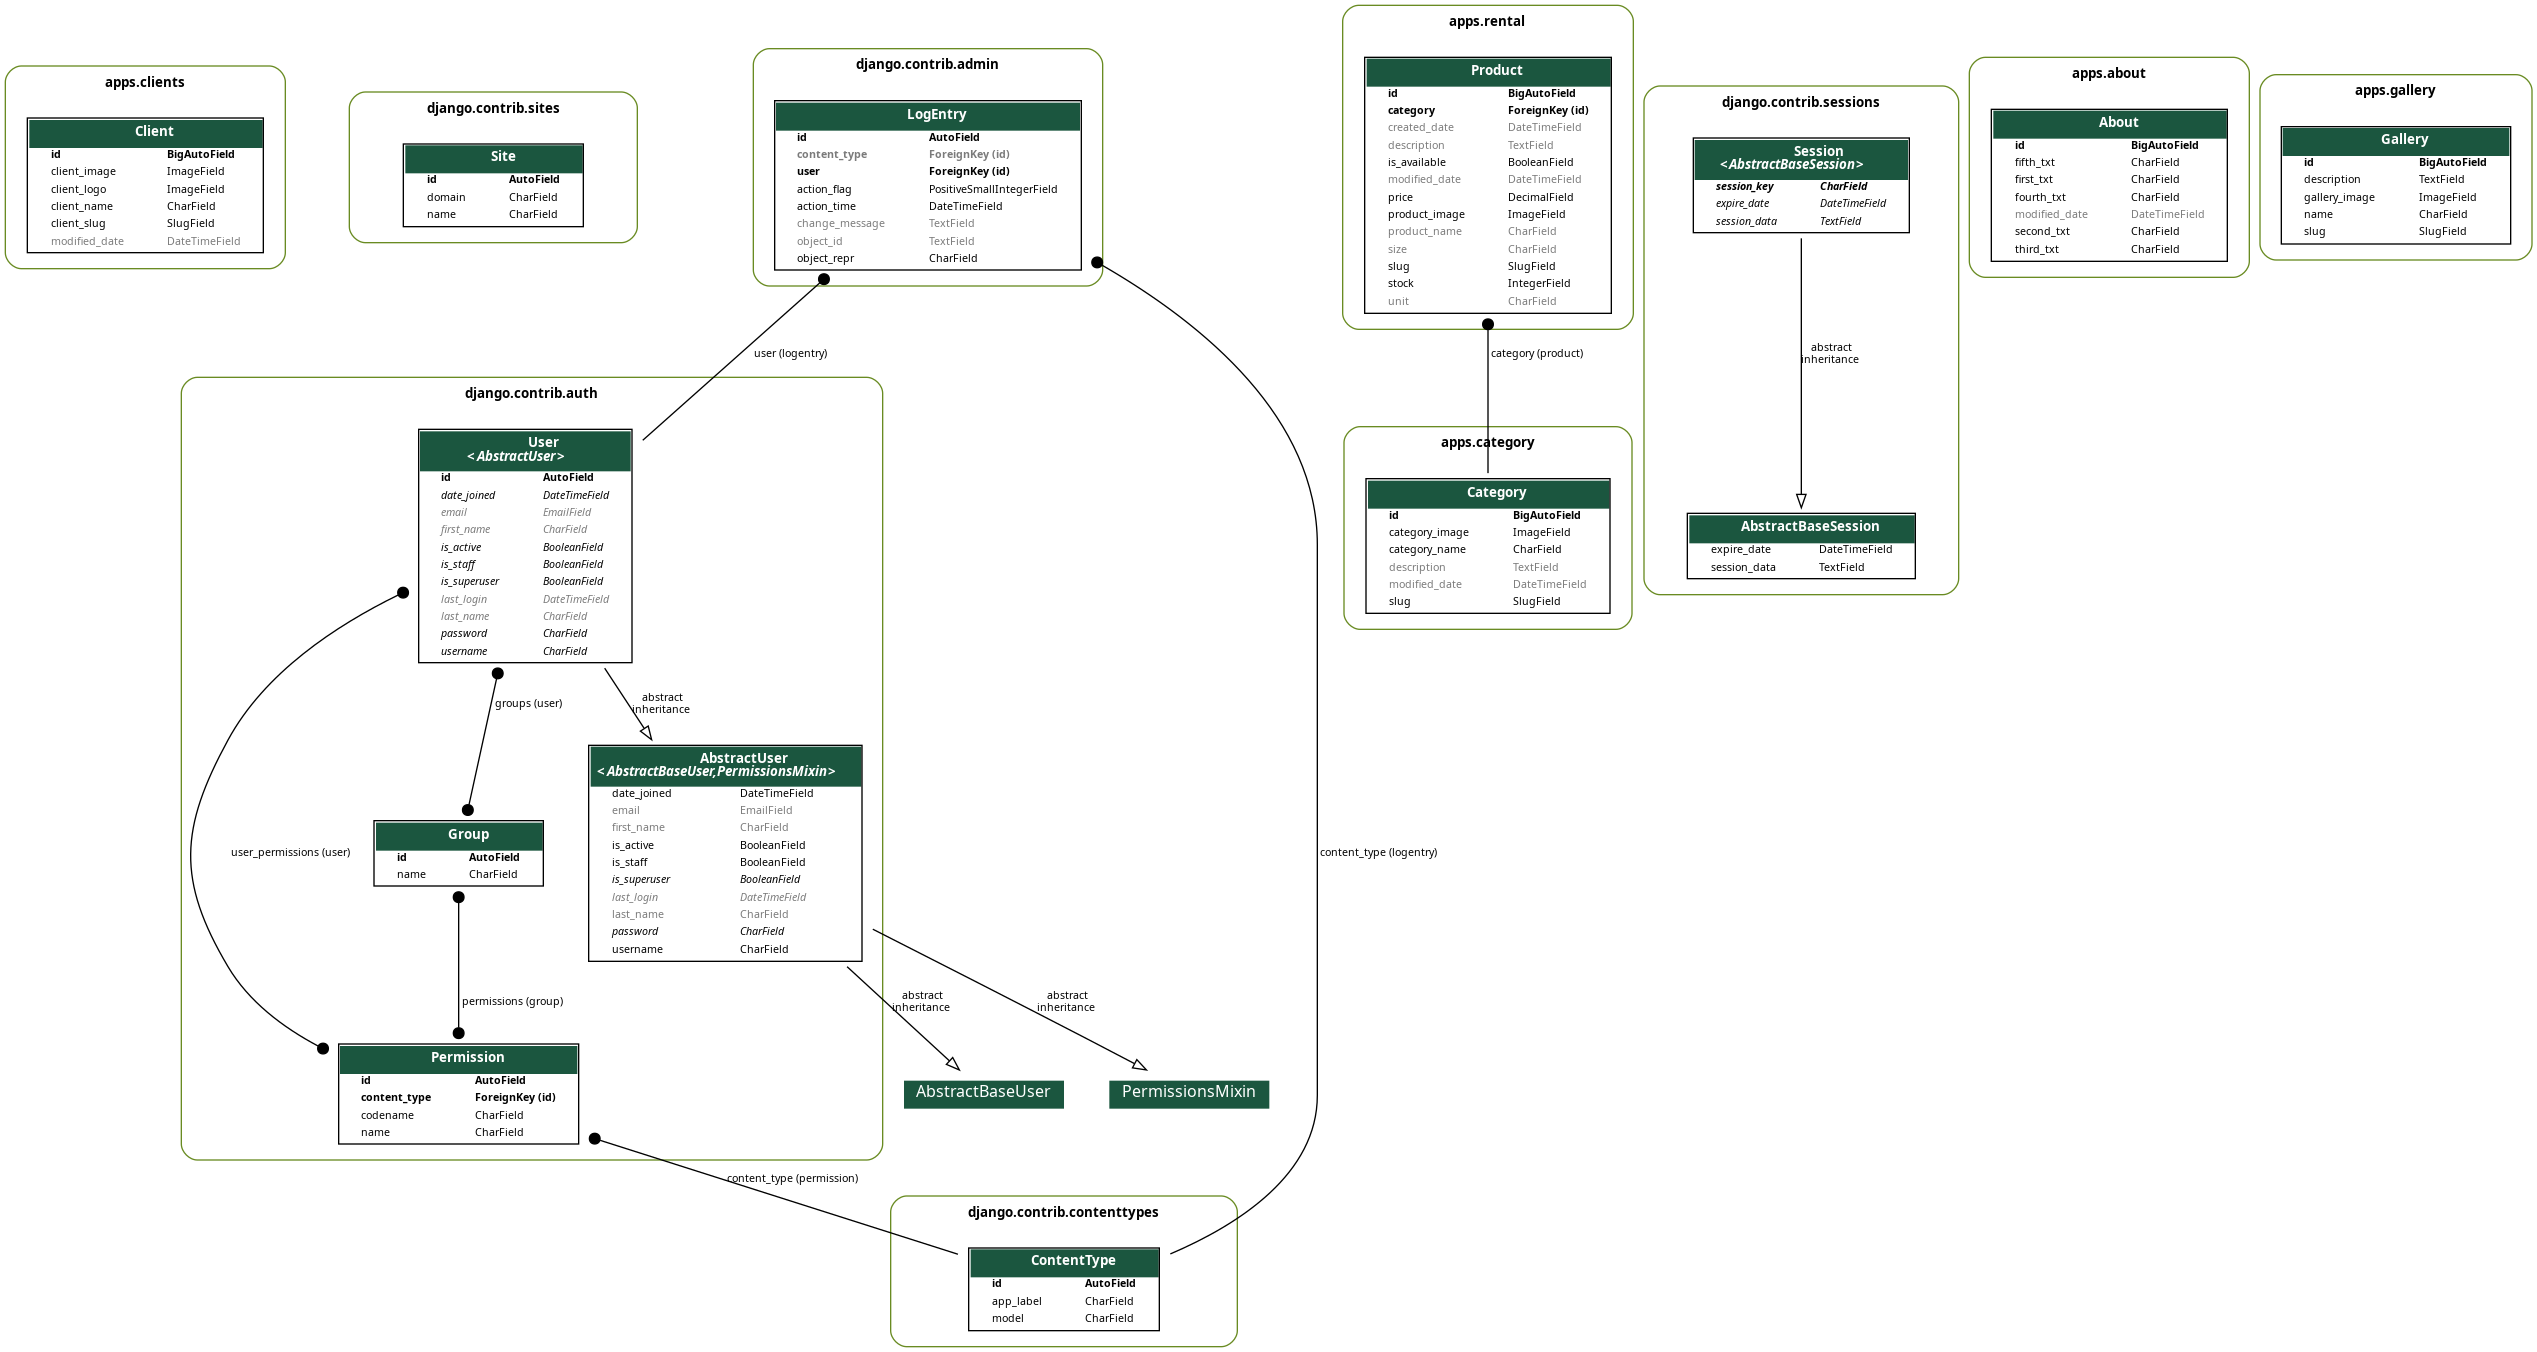 apps.clients
Client
id BigAutoField
client_image ImageField
client_logo ImageField
client_name CharField
client_slug SlugField
modified_date DateTimeField
django.contrib.sites
Site
id AutoField
domain CharField
name CharField
django.contrib.admin
LogEntry
id AutoField
content_type ForeignKey (id)
user ForeignKey (id)
action_flag PositiveSmallIntegerField
action_time DateTimeField
change_message TextField
object_id TextField
object_repr CharField
apps.rental
Product
id BigAutoField
category ForeignKey (id)
created_date DateTimeField
description TextField
is_available BooleanField
modified_date DateTimeField
price DecimalField
product_image ImageField
product_name CharField
size CharField
slug SlugField
stock IntegerField
unit CharField
django.contrib.sessions
Session
<AbstractBaseSession>
session_key CharField
expire_date DateTimeField
session_data TextField
abstract
inheritance
AbstractBaseSession
expire_date DateTimeField
session_data TextField
apps.about
About
id BigAutoField
fifth_txt CharField
first_txt CharField
fourth_txt CharField
modified_date DateTimeField
second_txt CharField
third_txt CharField
apps.gallery
Gallery
id BigAutoField
description TextField
gallery_image ImageField
name CharField
slug SlugField
user (logentry)
category (product)
apps.category
Category
id BigAutoField
category_image ImageField
category_name CharField
description TextField
modified_date DateTimeField
slug SlugField
django.contrib.auth
User
<AbstractUser>
id AutoField
date_joined DateTimeField
email EmailField
first_name CharField
is_active BooleanField
is_staff BooleanField
is_superuser BooleanField
last_login DateTimeField
last_name CharField
password CharField
username CharField
groups (user)
abstract
inheritance
AbstractUser
<AbstractBaseUser,PermissionsMixin>
date_joined DateTimeField
email EmailField
first_name CharField
is_active BooleanField
is_staff BooleanField
is_superuser BooleanField
last_login DateTimeField
last_name CharField
password CharField
username CharField
Group
id AutoField
name CharField
user_permissions (user)
content_type (logentry)
permissions (group)
abstract
inheritance
abstract
inheritance
Permission
id AutoField
content_type ForeignKey (id)
codename CharField
name CharField
AbstractBaseUser
PermissionsMixin
content_type (permission)
django.contrib.contenttypes
ContentType
id AutoField
app_label CharField
model CharField